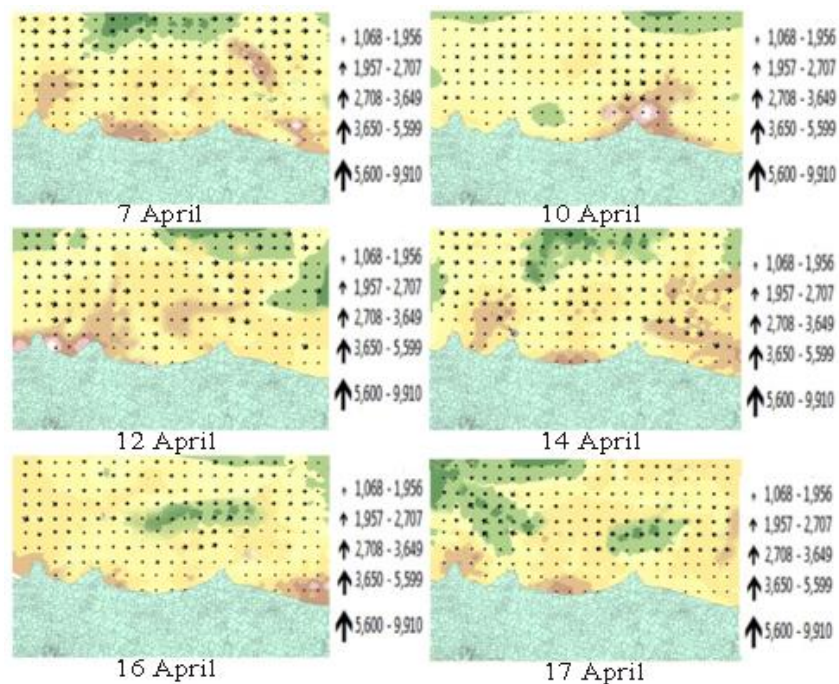 1,068 - 1,956
1,957 - 2,707
2,708 - 3,649
3,650 - 5,599
5,600 - 9,910
7 April
1,068 - 1,956
1,957 - 2,707
2,708 - 3,649
3,650 - 5,599
5,600 - 9,910
10 April
1,068 - 1,956
1,957 - 2,707
2,708 - 3,649
3,650 - 5,599
5,600 - 9,910
12 April
1,068 - 1,956
1,957 - 2,707
2,708 - 3,649
3,650 - 5,599
5,600 - 9,910
14 April
1,068 - 1,956
1,957 - 2,707
2,708 - 3,649
3,650 - 5,599
5,600 - 9,910
16 April
1,068 - 1,956
1,957 - 2,707
2,708 - 3,649
3,650 - 5,599
5,600 - 9,910
17 April